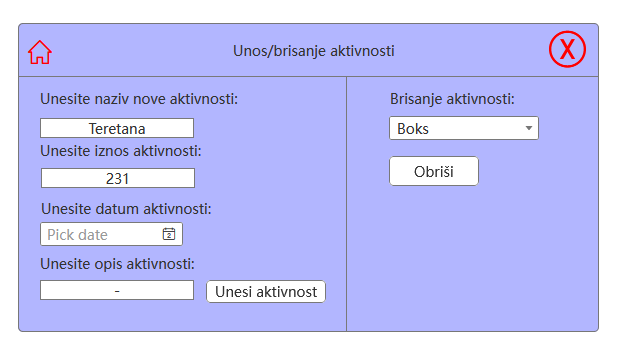 Unos/brisanje aktivnosti
X
Unesite naziv nove aktivnosti:
Teretana
Unesite iznos aktivnosti:
231
Unesite datum aktivnosti:
Pick date
2
Unesite opis aktivnosti:
-
Unesi aktivnost
Brisanje aktivnosti:
Boks
Obriši